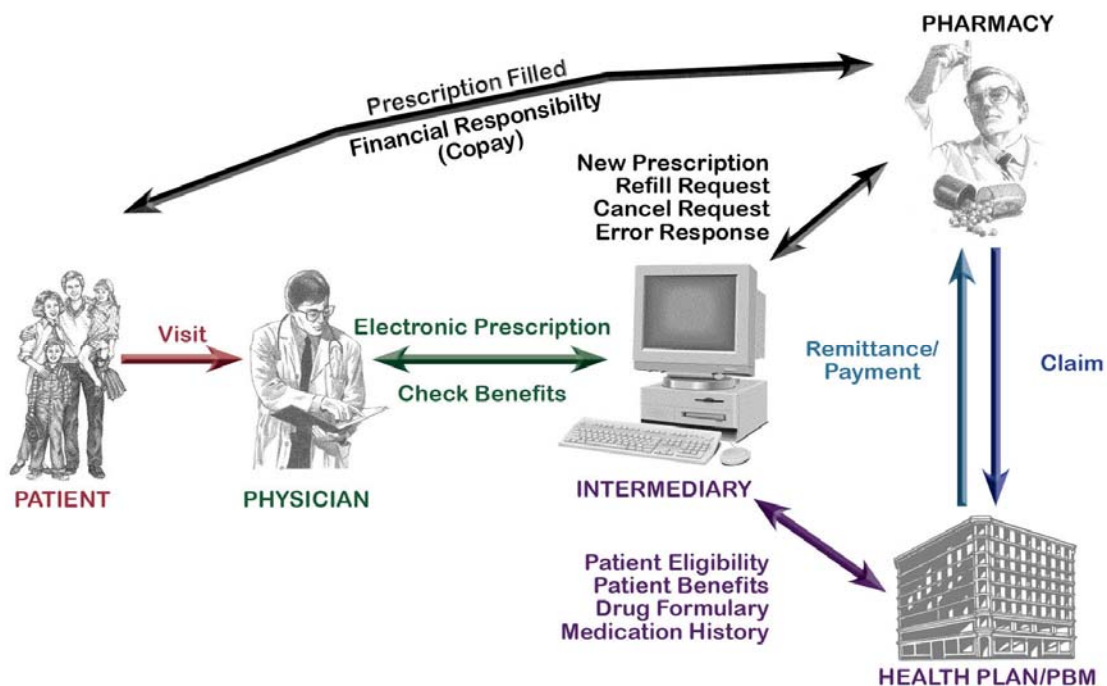 PHARMACY
Prescription Filled
Financial Responsibilty
(Copay)
New Prescription
Refill Request
Cancel Request
Error Response
Visit
Electronic Prescription
Check Benefits
Remittance/
Payment
Claim
PATIENT
PHYSICIAN
INTERMEDIARY
Patient Eligibility
Patient Benefits
Drug Formulary
Medication History
HEALTH PLAN/PBM